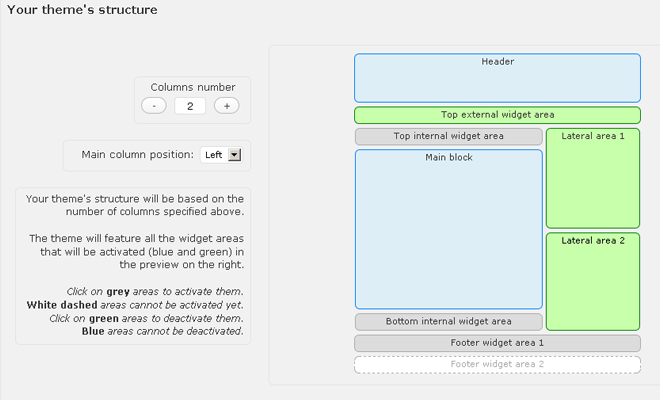 Your theme's structure
Columns number
- 2 +
Main column position: Left
Your theme's structure will be based on the
number of columns specified above.
The theme will feature all the widget areas
that will be activated (blue and green) in
the preview on the right.
Click on grey areas to activate them.
White dashed areas cannot be activated yet.
Click on green areas to deactivate them.
Blue areas cannot be deactivated.
Header
Top external widget area
Top internal widget area
Lateral area 1
Main block
Lateral area 2
Bottom internal widget area
Footer widget area 1
Footer widget area 2